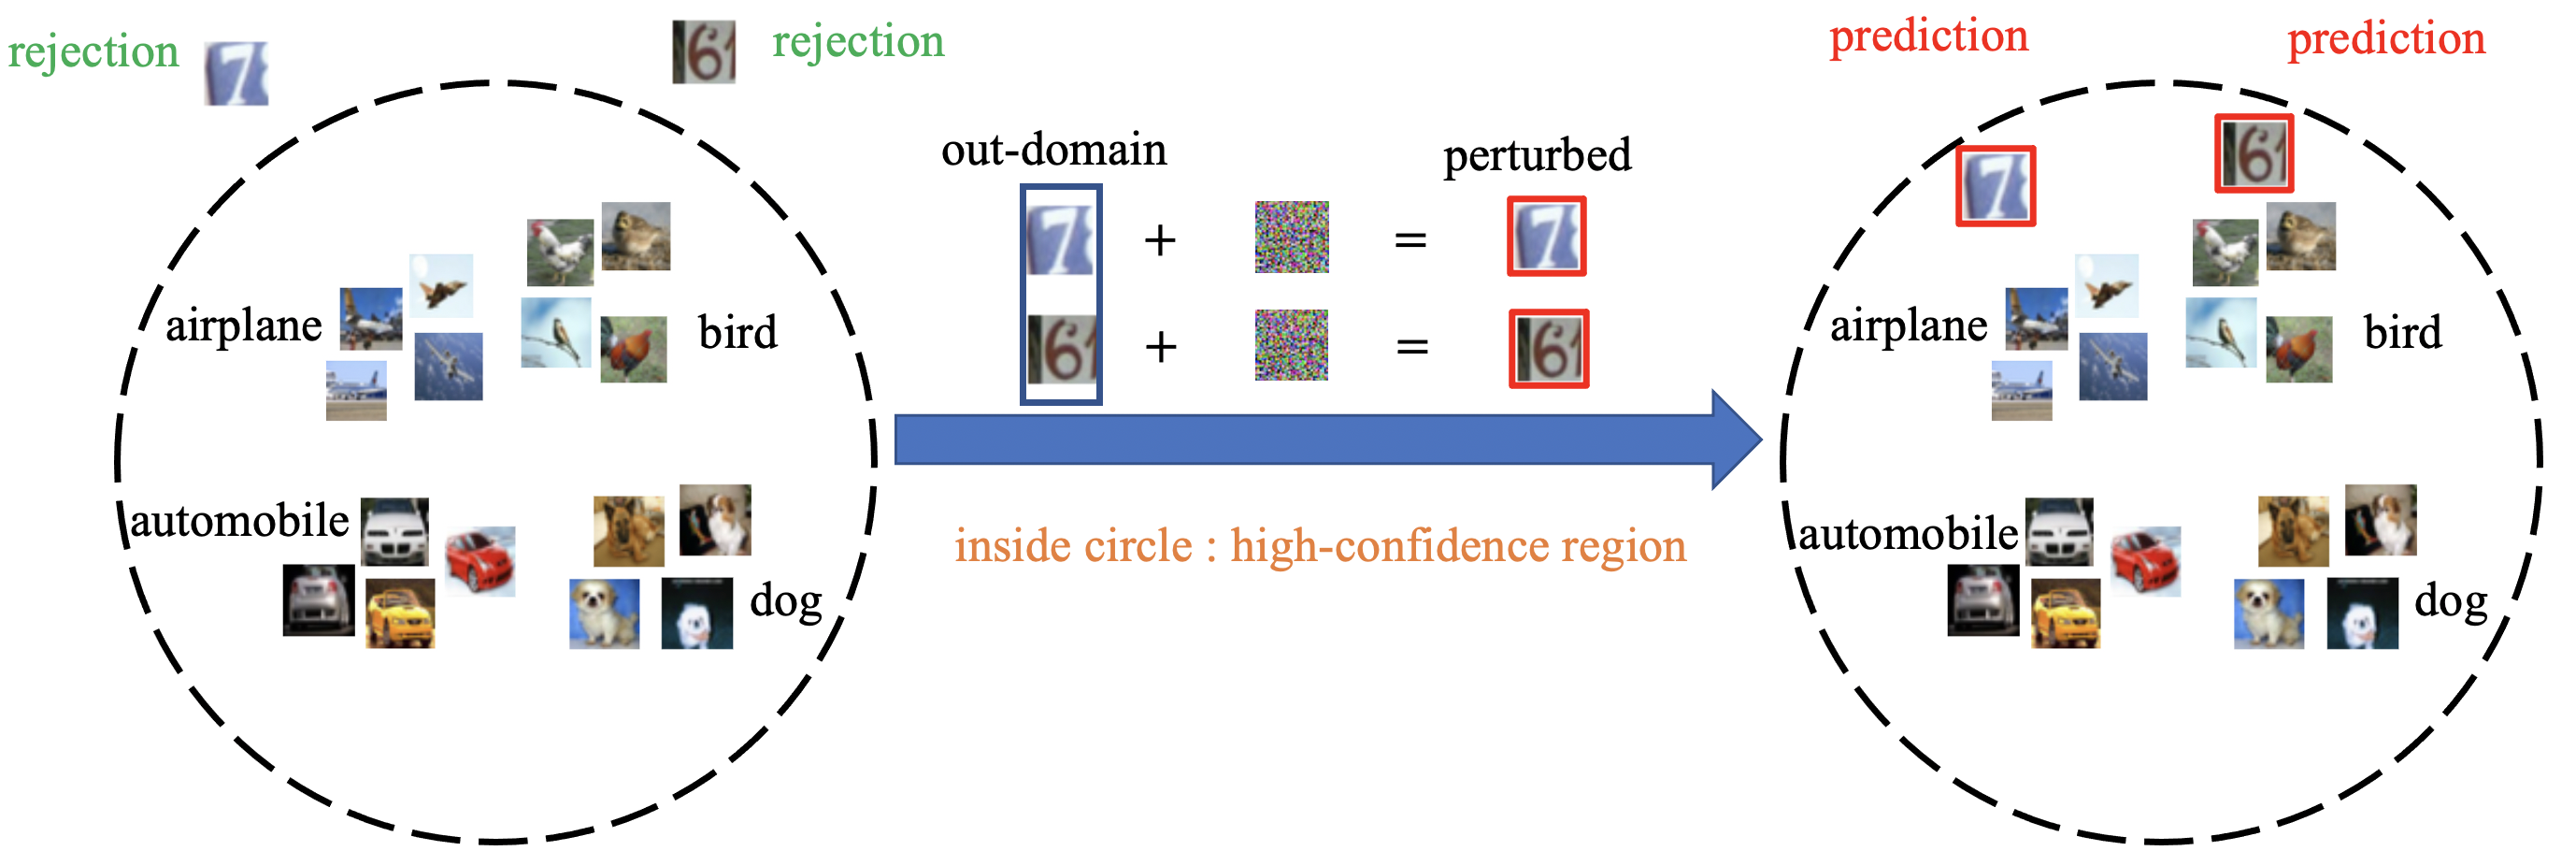 rejection
7
61
rejection
prediction
prediction
out-domain
perturbed
7
+
=
7
61
+
=
61
7
61
airplane
bird
automobile
dog
inside circle : high-confidence region
airplane
bird
automobile
dog